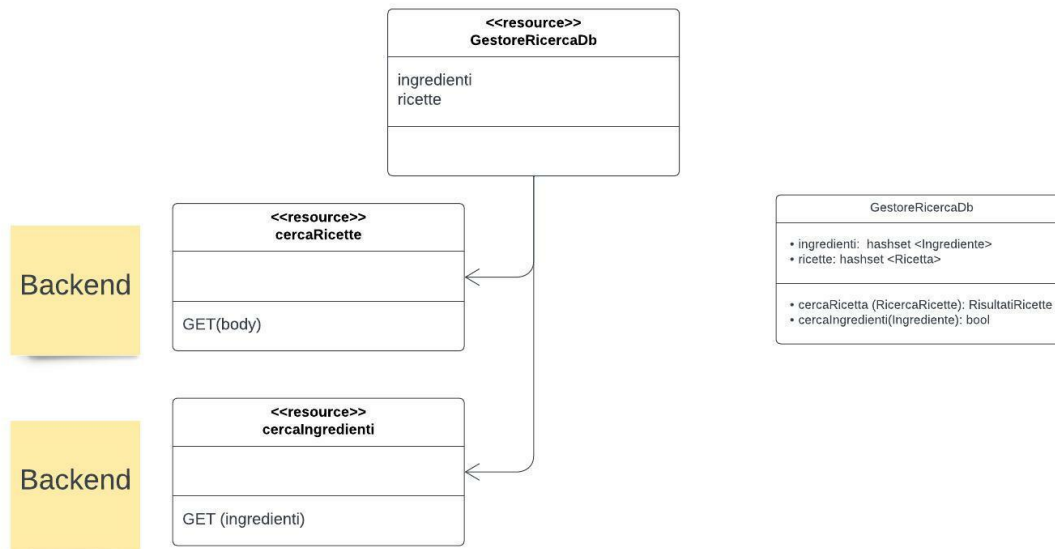 <<resource>>
GestoreRicercaDb
ingredienti
ricette
<<resource>>
cercaRicette
GET(body)
Backend
GestoreRicercaDb
• ingredienti: hashset <Ingrediente>
• ricette: hashset <Ricetta>
• cercaRicetta (RicercaRicette): RisultatiRicette
• cercaIngredienti(Ingrediente): bool
<<resource>>
cercaIngredienti
GET (ingredienti)
Backend